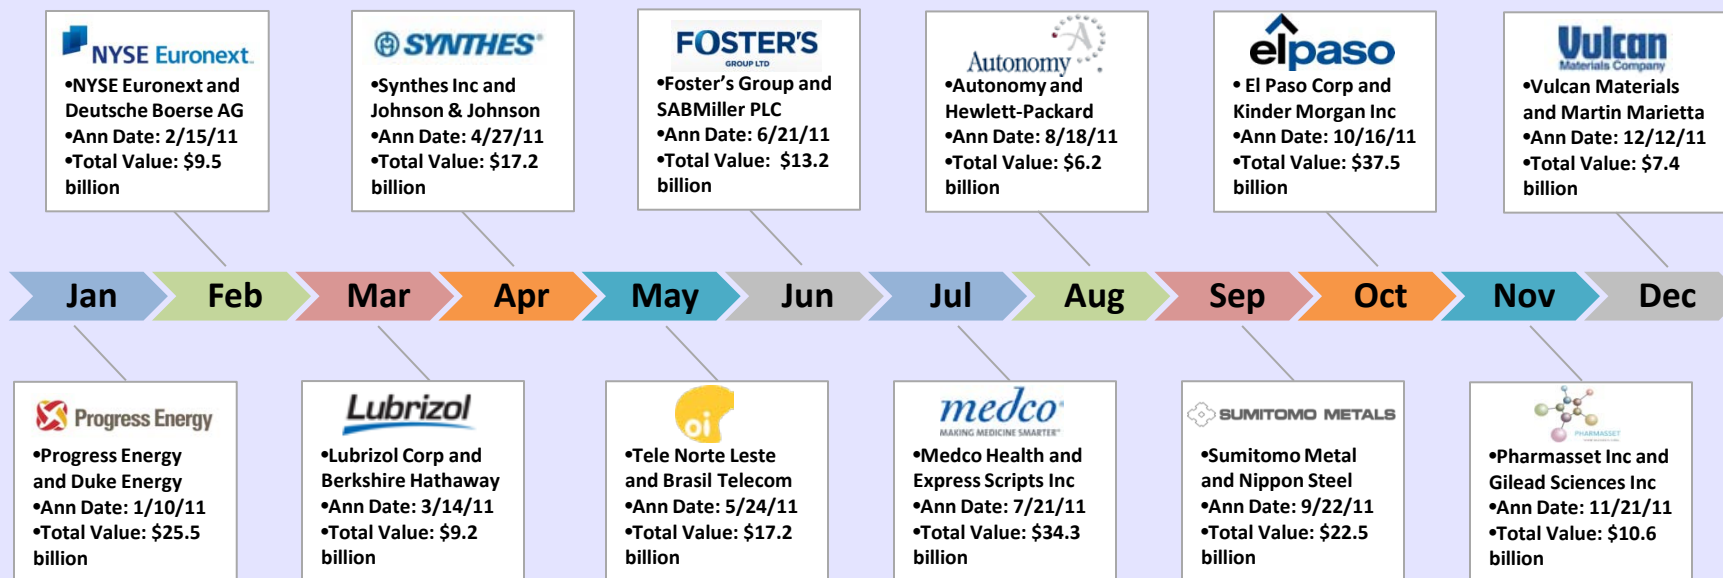 NYSE Euronext.
•NYSE Euronext and
Deutsche Boerse AG
•Ann Date: 2/15/11
•Total Value: $9.5
billion
SYNTHES®
•Synthes Inc and
Johnson & Johnson
•Ann Date: 4/27/11
•Total Value: $17.2
billion
FOSTER'S
GROUP LTD
•Foster's Group and
SABMiller PLC
•Ann Date: 6/21/11
•Total Value:  $13.2
billion
Autonomy
•Autonomy and
Hewlett-Packard
•Ann Date: 8/18/11
•Total Value: $6.2
billion
elpaso
• El Paso Corp and
Kinder Morgan Inc
•Ann Date: 10/16/11
•Total Value: $37.5
billion
Vulcan
Materials Company
•Vulcan Materials
and Martin Marietta
•Ann Date: 12/12/11
•Total Value: $7.4
billion
Jan Feb Mar Apr May Jun Jul Aug Sep Oct Nov Dec
Progress Energy
•Progress Energy
and Duke Energy
•Ann Date: 1/10/11
•Total Value: $25.5
billion
Lubrizol
•Lubrizol Corp and
Berkshire Hathaway
•Ann Date: 3/14/11
•Total Value: $9.2
billion
oi
•Tele Norte Leste
and Brasil Telecom
•Ann Date: 5/24/11
•Total Value: $17.2
billion
medco®
MAKING MEDICINE SMARTER™
•Medco Health and
Express Scripts Inc
•Ann Date: 7/21/11
•Total Value: $34.3
billion
SUMITOMO METALS
•Sumitomo Metal
and Nippon Steel
•Ann Date: 9/22/11
•Total Value: $22.5
billion
PHARMASSET
•Pharmasset Inc and
Gilead Sciences Inc
•Ann Date: 11/21/11
•Total Value: $10.6
billion